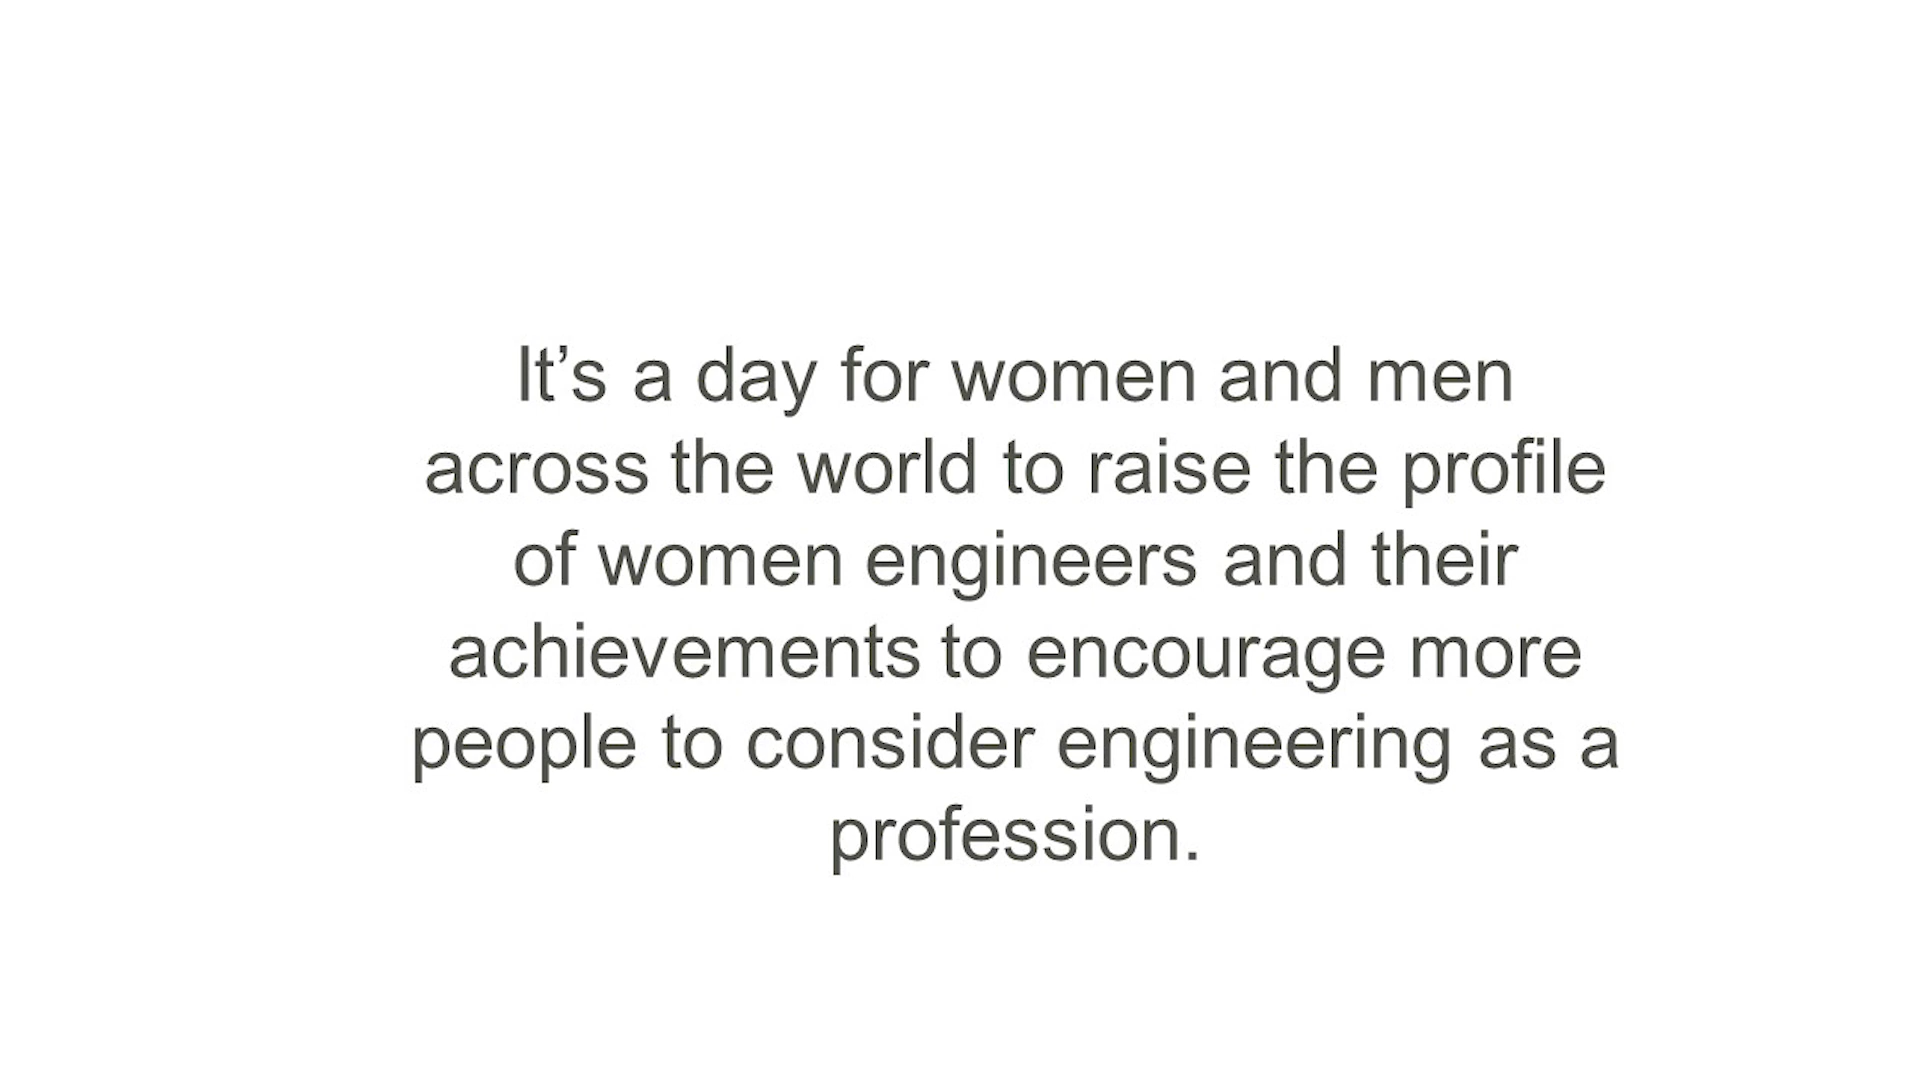 It’s a day for women and men
across the world to raise the profile
of women engineers and their
achievements to encourage more
people to consider engineering as a
profession.